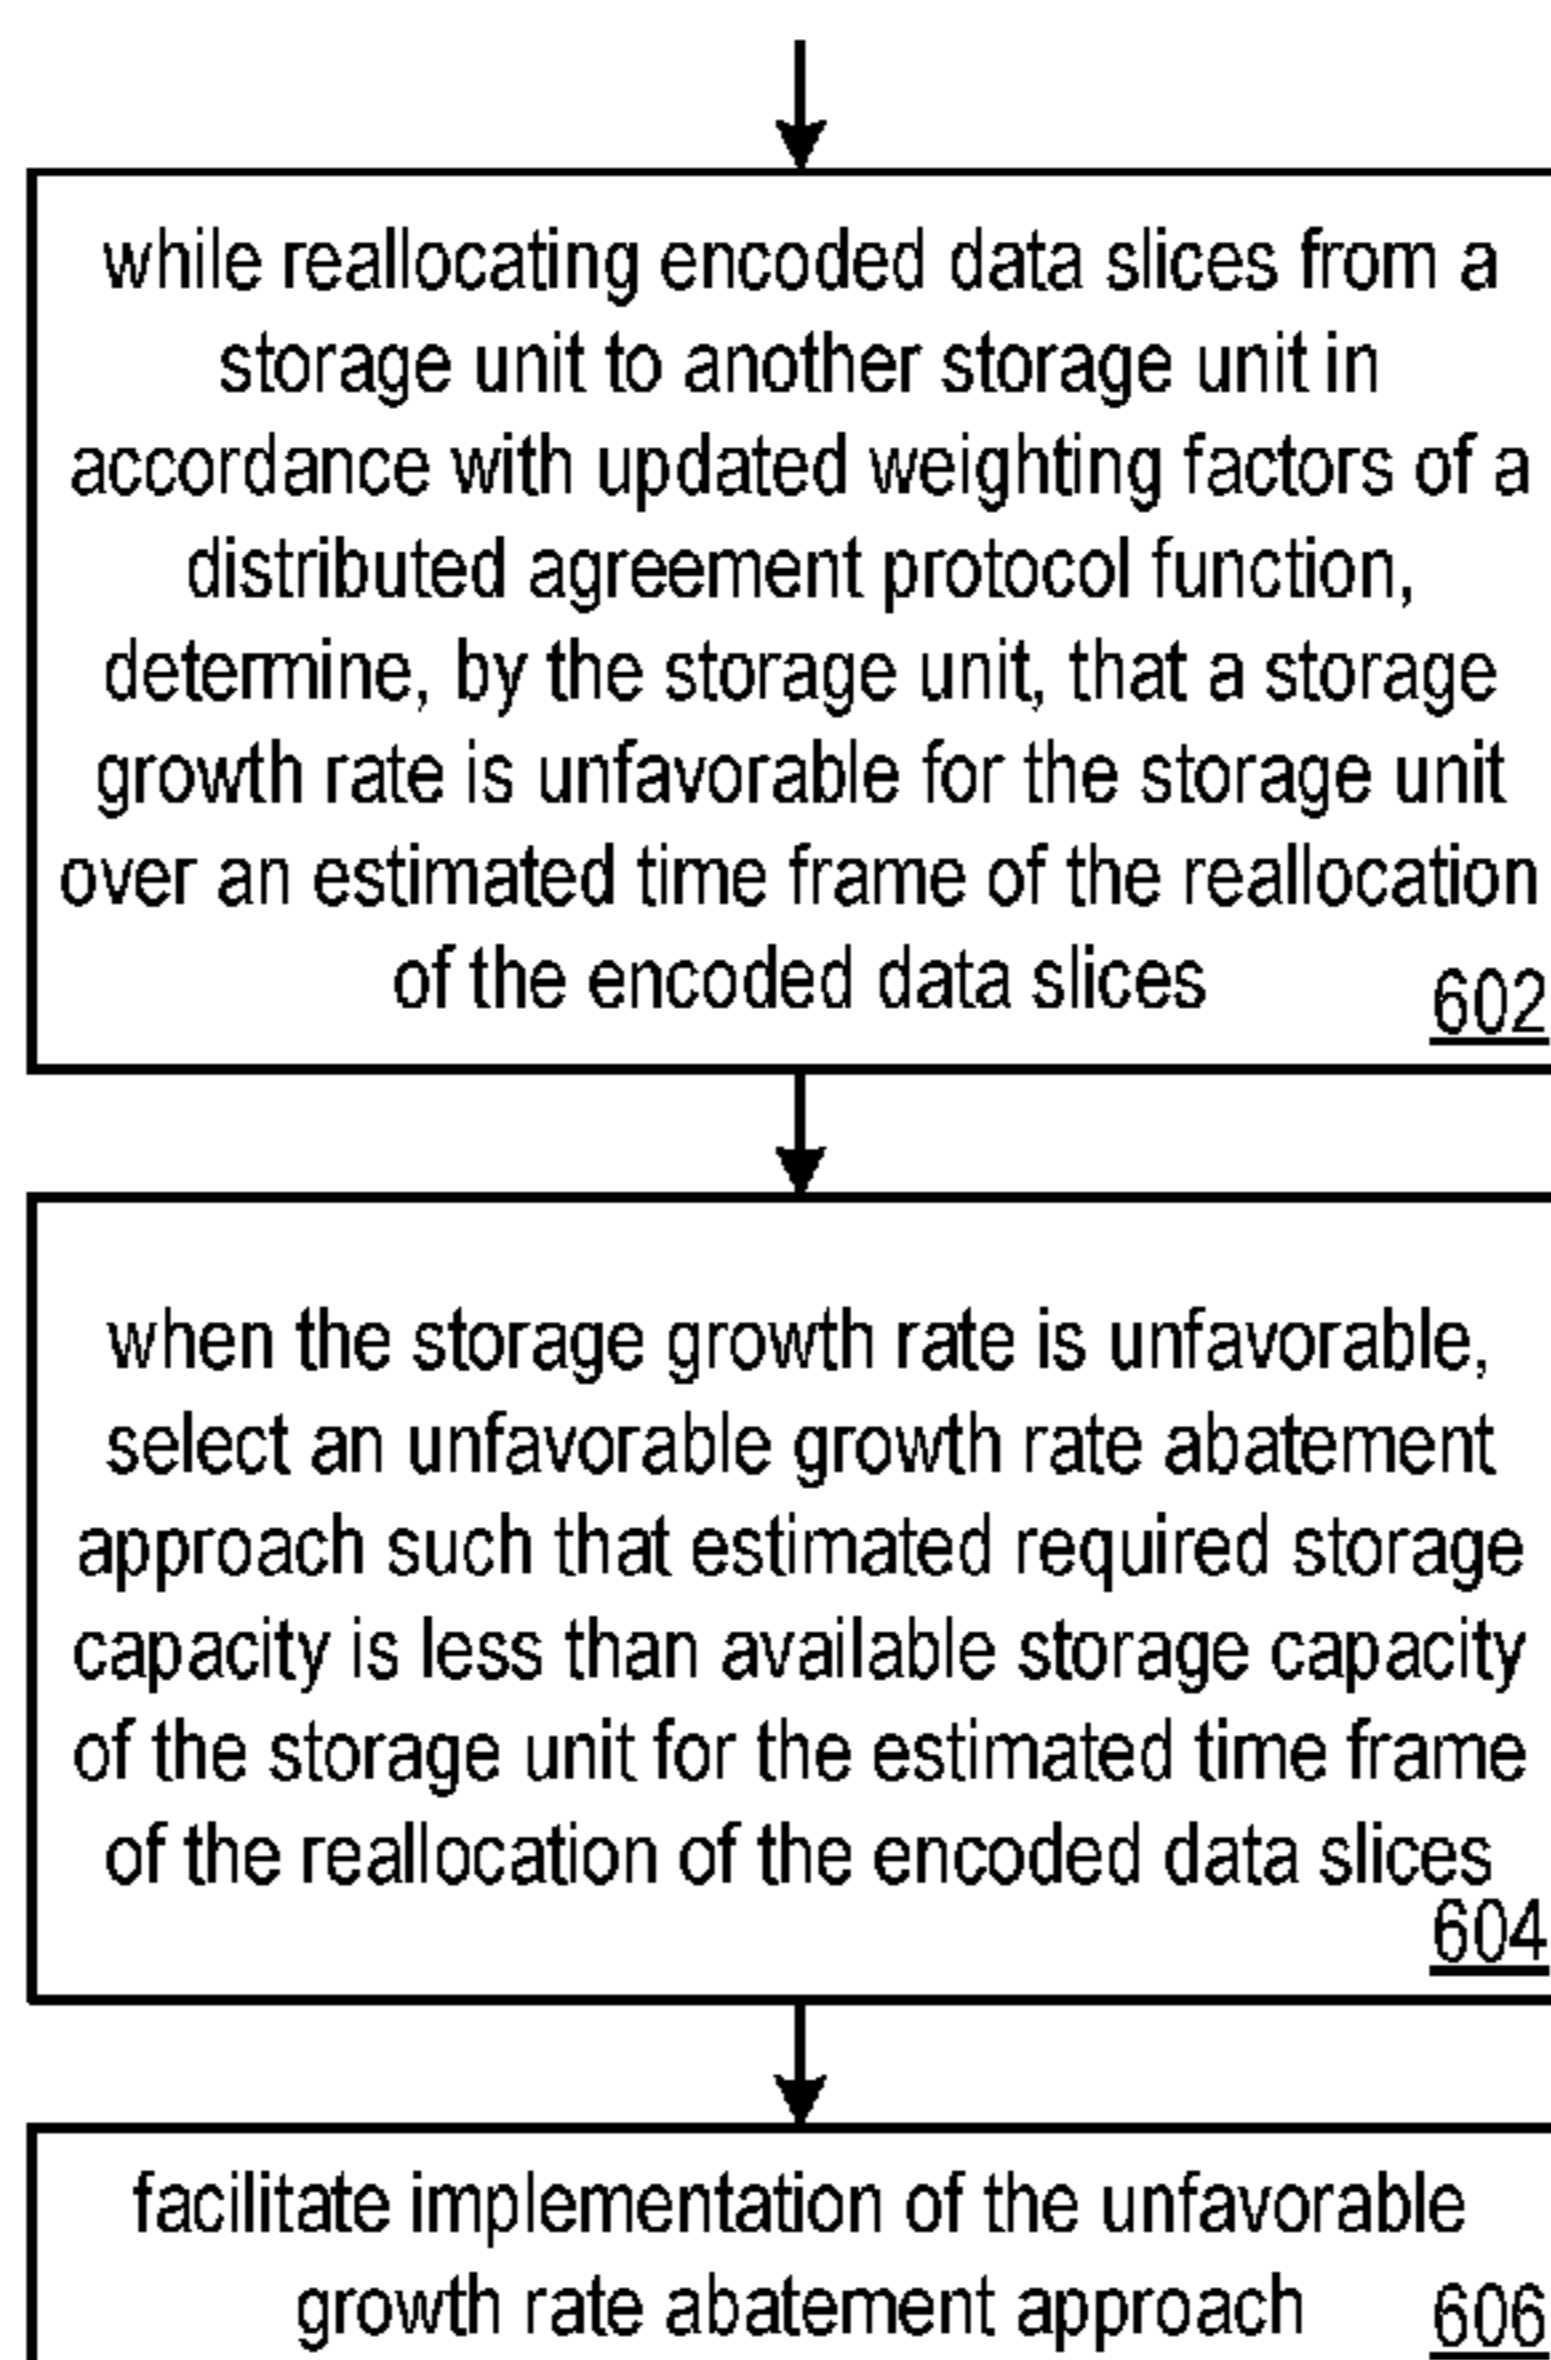 while reallocating encoded data slices from a
storage unit to another storage unit in
accordance with updated weighting factors of a
distributed agreement protocol function,
determine, by the storage unit, that a storage
growth rate is unfavorable for the storage unit
over an estimated time frame of the reallocation
of the encoded data slices
602
when the storage growth rate is unfavorable,
select an unfavorable growth rate abatement
approach such that estimated required storage
capacity is less than available storage capacity
of the storage unit for the estimated time frame
of the reallocation of the encoded data slices
604
facilitate implementation of the unfavorable
growth rate abatement approach
606